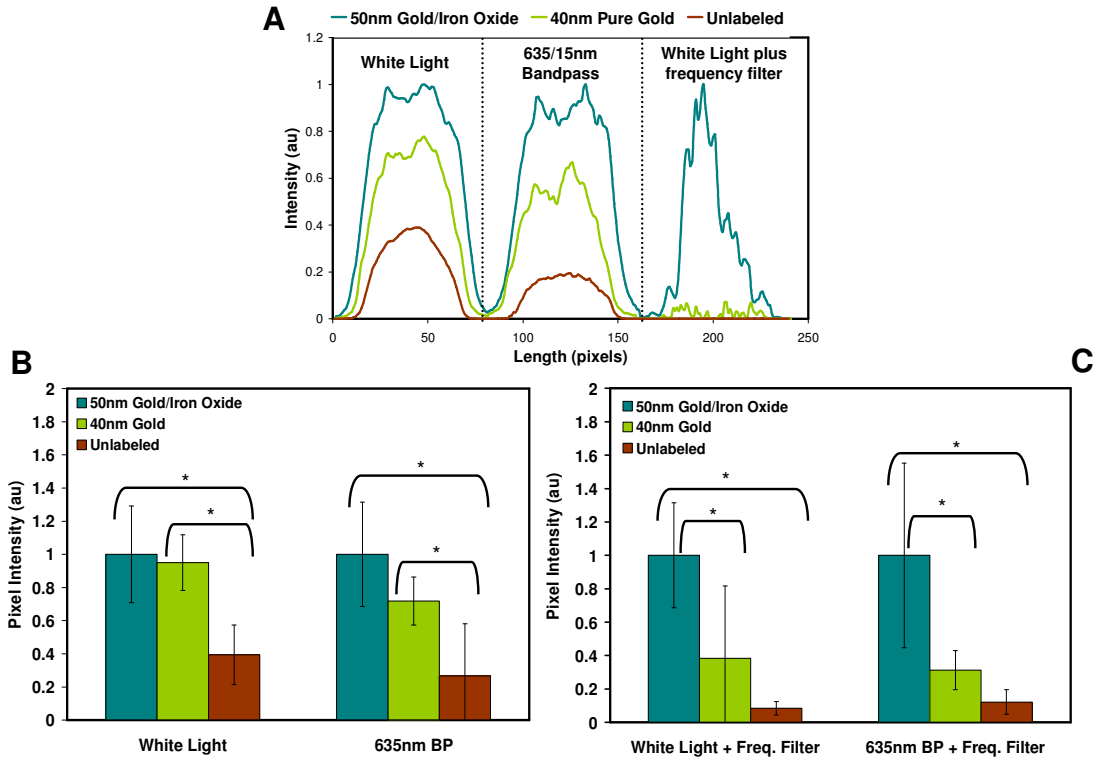 A
50nm Gold/Iron Oxide
40nm Pure Gold
Unlabeled
1.2
1
0.8
0.6
0.4
0.2
0
Intensity (au)
White Light
635/15nm
Bandpass
White Light plus
frequency filter
0
50
100
150
200
250
Length (pixels)
B
2
1.8
1.6
1.4
1.2
1
0.8
0.6
0.4
0.2
0
Pixel Intensity (au)
50nm Gold/Iron Oxide
40nm Gold
Unlabeled
*
*
*
*
White Light
635nm BP
C
2
1.8
1.6
1.4
1.2
1
0.8
0.6
0.4
0.2
0
Pixel Intensity (au)
50nm Gold/Iron Oxide
40nm Gold
Unlabeled
*
*
*
*
White Light + Freq. Filter
635nm BP + Freq. Filter